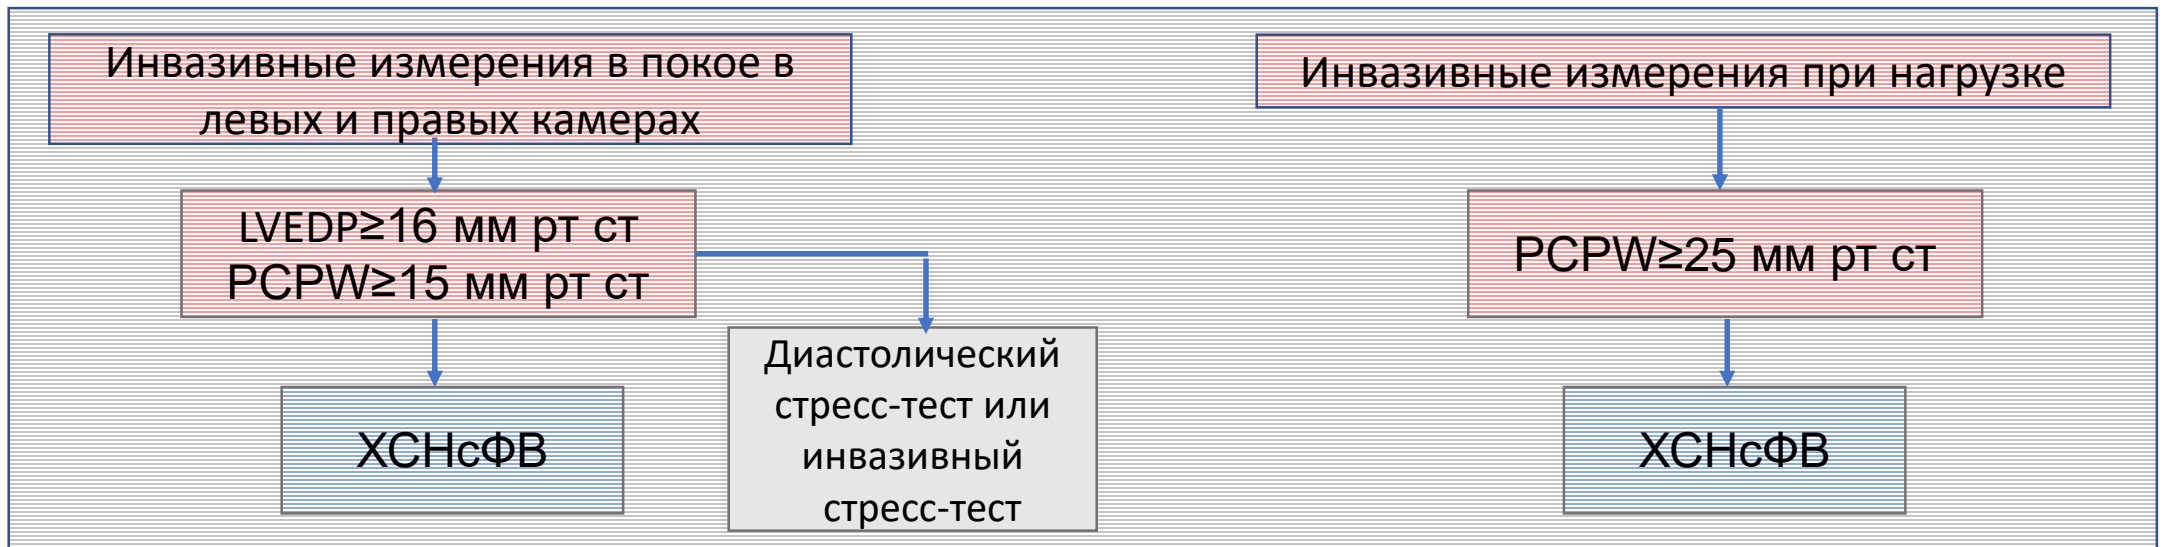 Инвазивные измерения в покое в
левых и правых камерах
Инвазивные измерения при нагрузке
LVEDP≥16 мм рт ст
PCPW≥15 мм рт ст
PCPW≥25 мм рт ст
Диастолический
стресс-тест или
инвазивный
стресс-тест
ХСНсФВ
ХСНсФВ